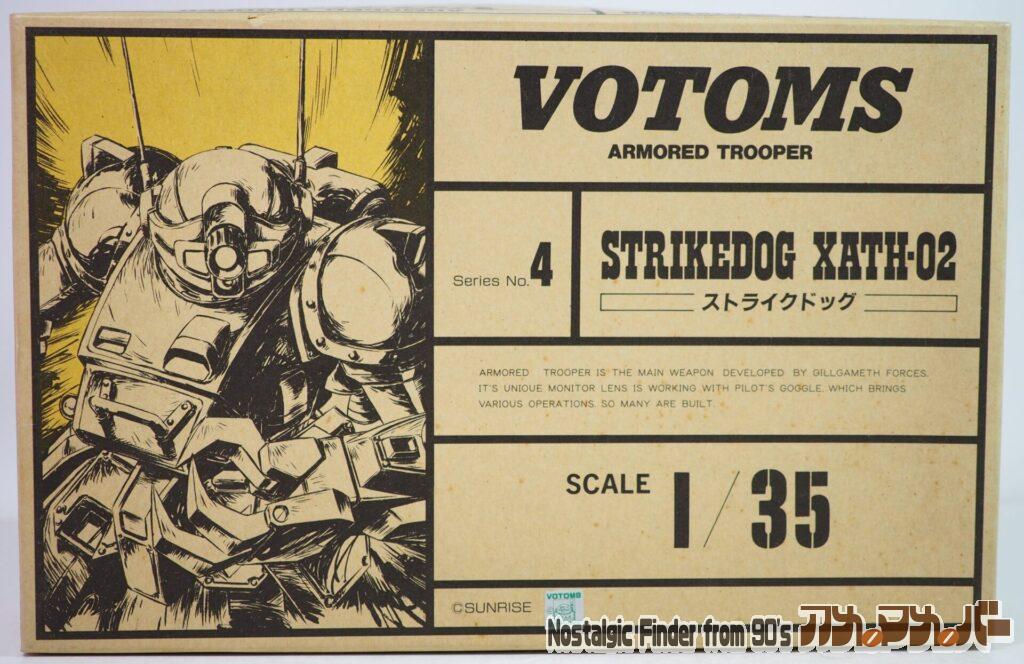 VOTOMS
ARMORED TROOPER
Series No. 4
STRIKEDOG XATH-02
ストライクドッグ
ARMORED TROOPER IS THE MAIN WEAPON DEVELOPED BY GILLGAMETH FORCES.
IT'S UNIQUE MONITOR LENS IS WORKING WITH PILOT'S GOGGLE. WHICH BRINGS
VARIOUS OPERATIONS. SO MANY ARE BUILT.
SCALE 1/35
©SUNRISE
VOTOMS
Nostalgic Finder from 90's